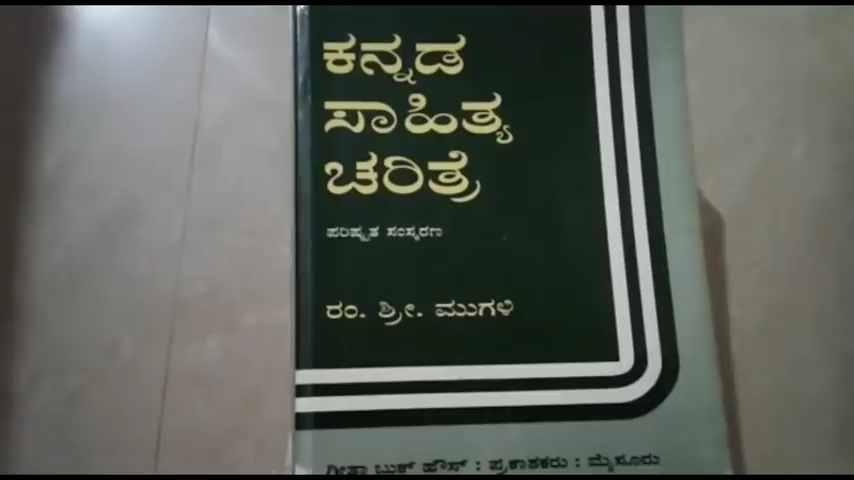 ಕನ್ನಡ
ಸಾಹಿತ್ಯ
ಚರಿತ್ರೆ
ಪರಿಷ್ಕೃತ ಸಂಸ್ಕರಣ
ರಂ. ಶ್ರೀ. ಮುಗಳಿ
ಗೀತಾ ಬುಕ್ ಹೌಸ್ : ಪ್ರಕಾಶಕರು : ಮೈಸೂರು